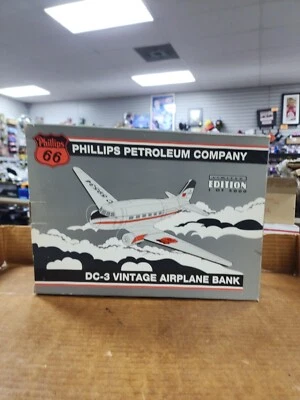 Phillips
66
PHILLIPS PETROLEUM COMPANY
EDITION
DC-3 VINTAGE AIRPLANE BANK